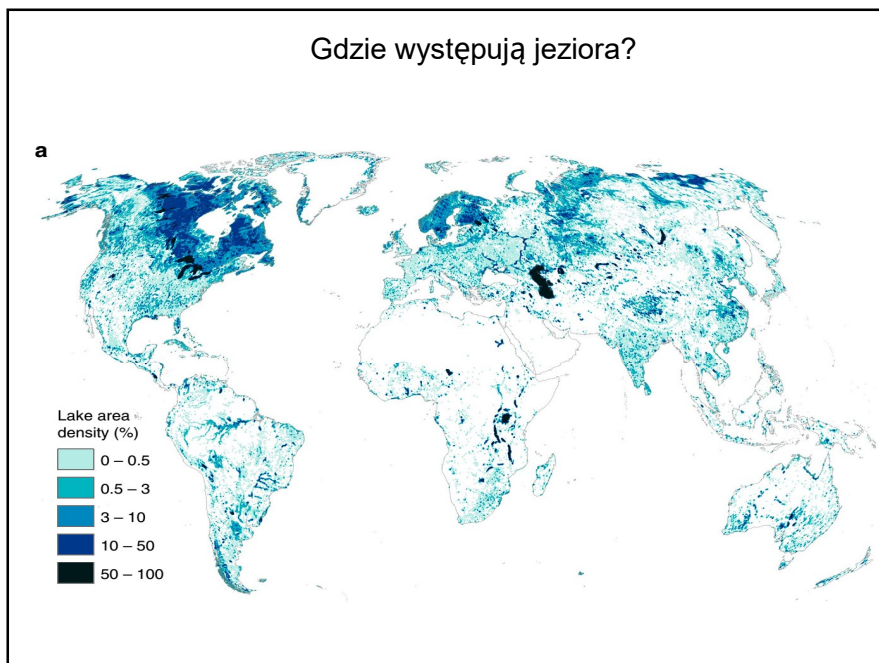 Gdzie występują jeziora?
a
Lake area
density (%)
0 – 0.5
0.5 – 3
3 – 10
10 – 50
50 – 100